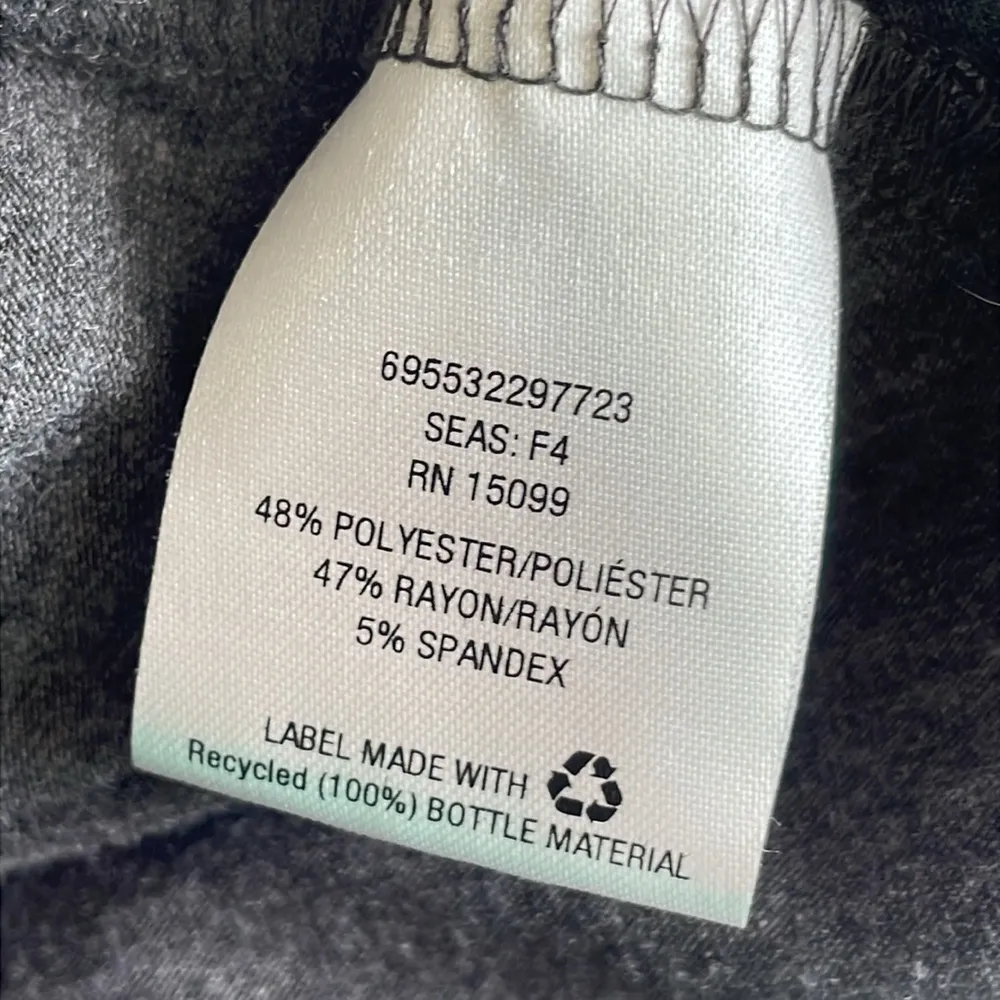 695532297723
SEAS: F4
RN 15099
48% POLYESTER/POLIÉSTER
47% RAYON/RAYÓN
5% SPANDEX
LABEL MADE WITH
Recycled (100%) BOTTLE MATERIAL